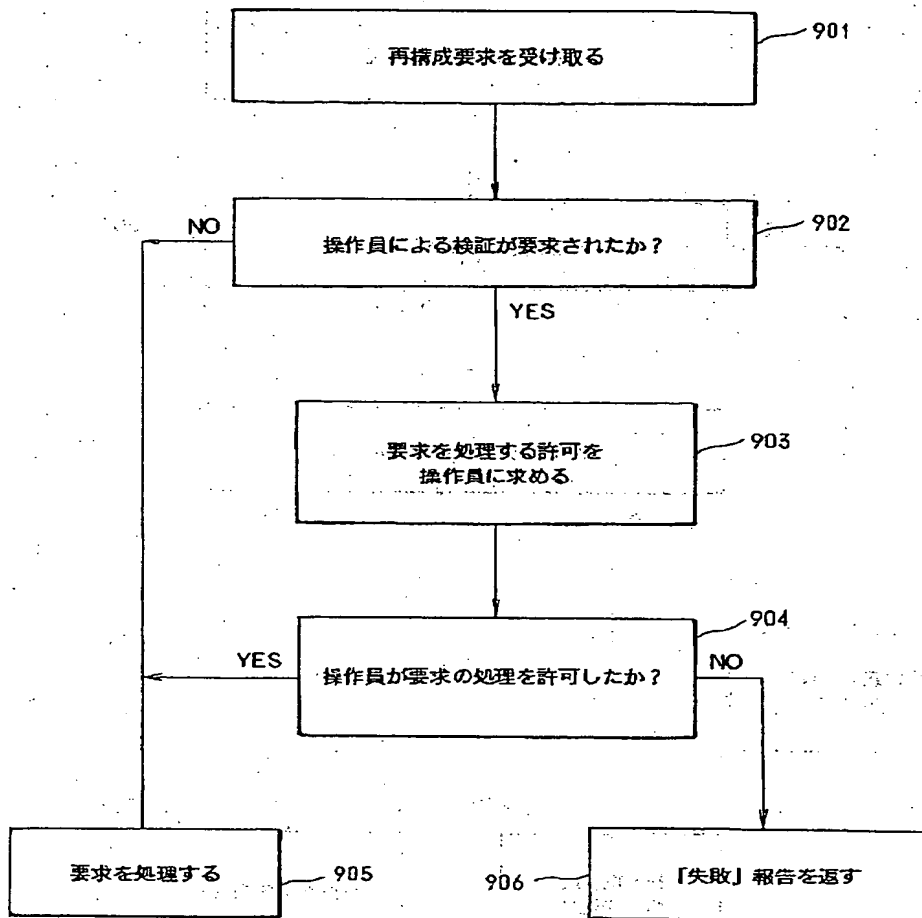 再構成要求を受け取る
901
操作員による検証が要求されたか？
902
NO
YES
要求を処理する許可を
操作員に求める
903
904
操作員が要求の処理を許可したか？
YES
NO
要求を処理する
905
906
「失敗」報告を返す